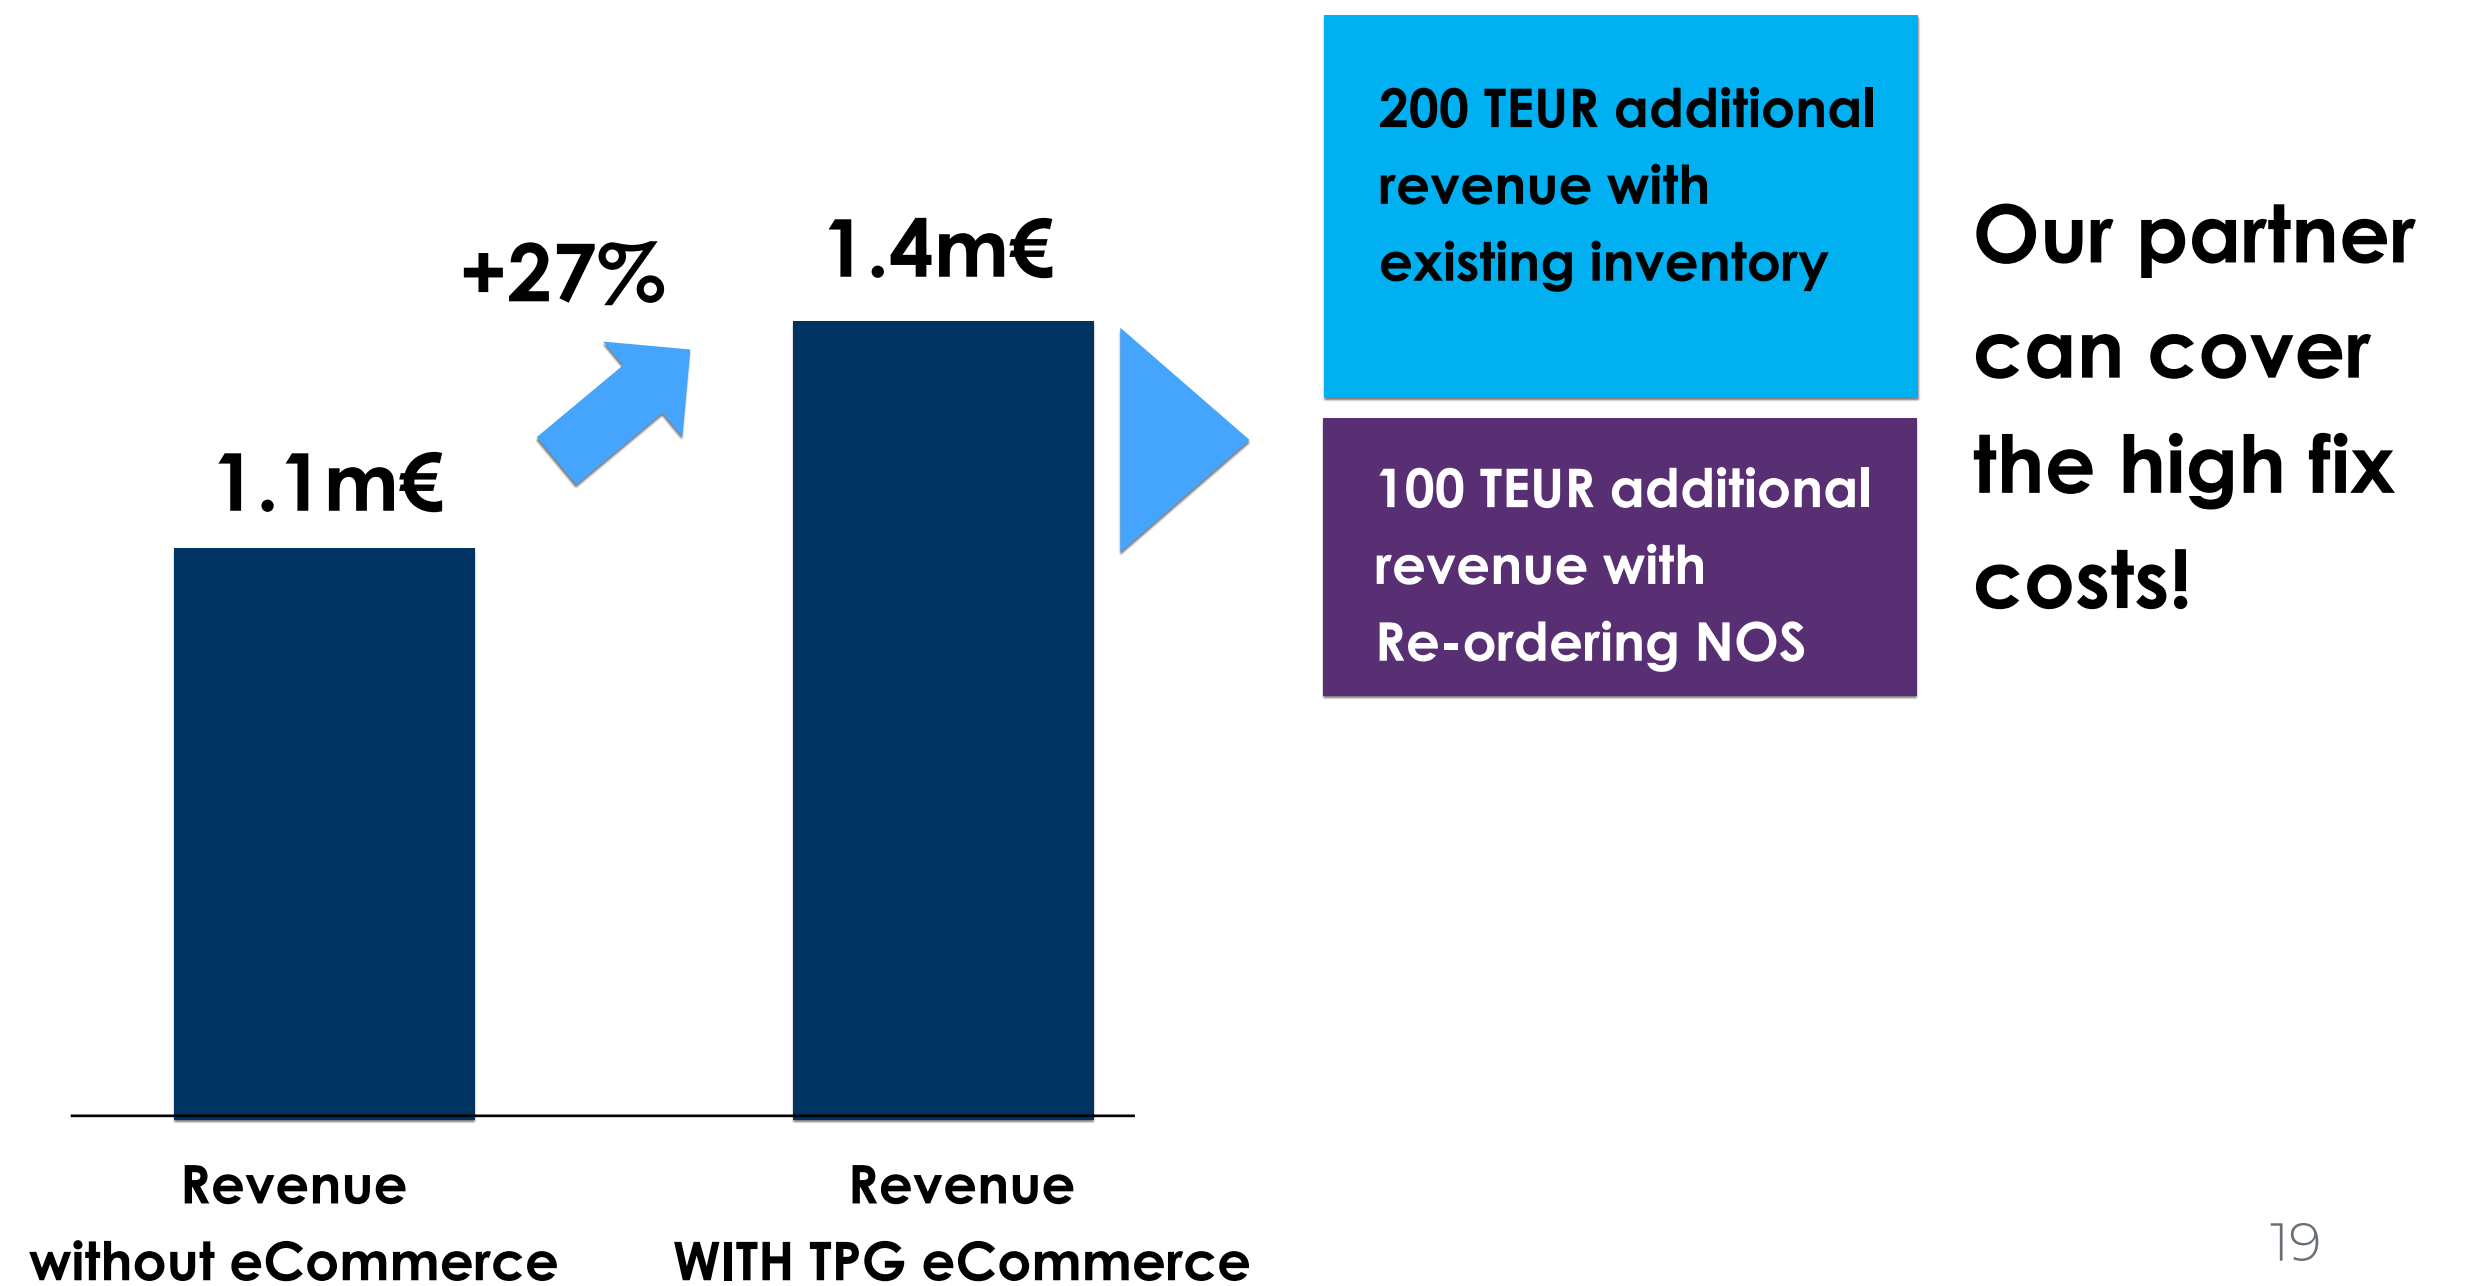 +27%
1.4m€
1.1m€
Revenue
without eCommerce
Revenue
WITH TPG eCommerce
200 TEUR additional
revenue with
existing inventory
100 TEUR additional
revenue with
Re-ordering NOS
Our partner
can cover
the high fix
costs!
19